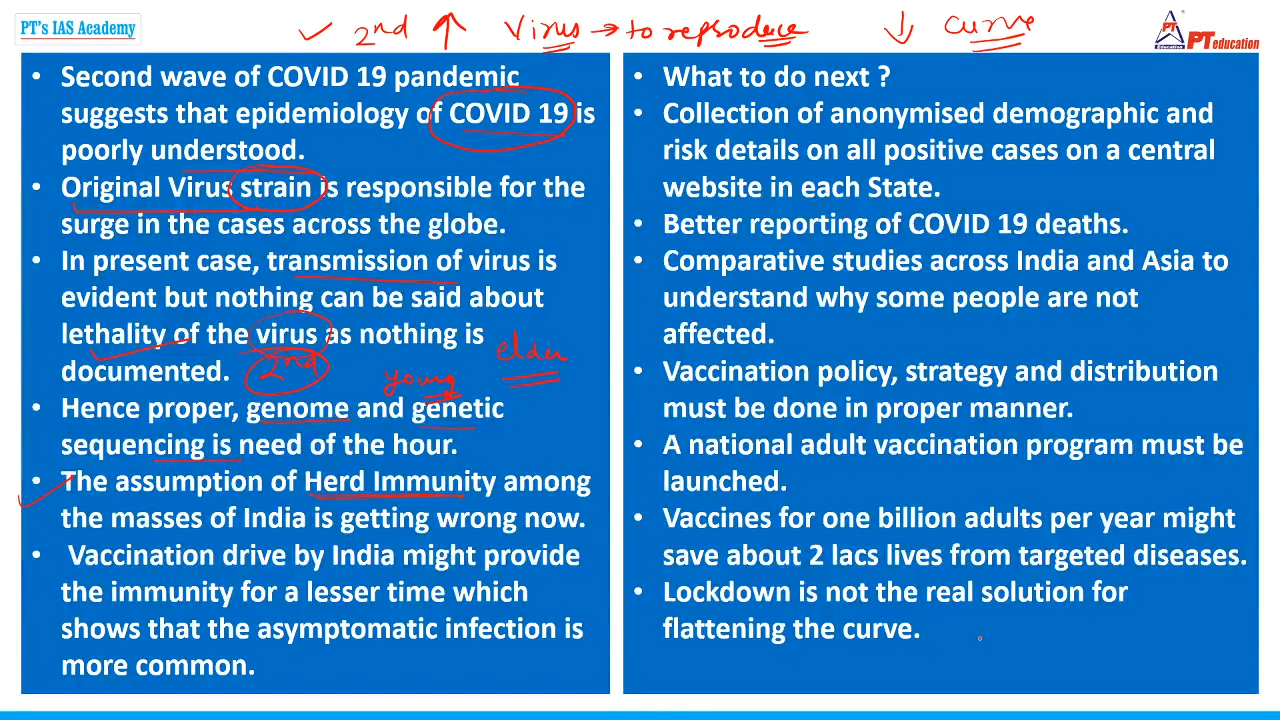 PT's IAS Academy
✓ 2nd ↑ Virus → to reproduce ↓ curve
PT education
• Second wave of COVID 19 pandemic
suggests that epidemiology of COVID 19 is
poorly understood.
• Original Virus strain is responsible for the
surge in the cases across the globe.
• In present case, transmission of virus is
evident but nothing can be said about
lethality of the virus as nothing is
documented.
2nd
young
elder
• Hence proper, genome and genetic
sequencing is need of the hour.
• The assumption of Herd Immunity among
the masses of India is getting wrong now.
• Vaccination drive by India might provide
the immunity for a lesser time which
shows that the asymptomatic infection is
more common.
• What to do next ?
• Collection of anonymised demographic and
risk details on all positive cases on a central
website in each State.
• Better reporting of COVID 19 deaths.
• Comparative studies across India and Asia to
understand why some people are not
affected.
• Vaccination policy, strategy and distribution
must be done in proper manner.
• A national adult vaccination program must be
launched.
• Vaccines for one billion adults per year might
save about 2 lacs lives from targeted diseases.
• Lockdown is not the real solution for
flattening the curve.